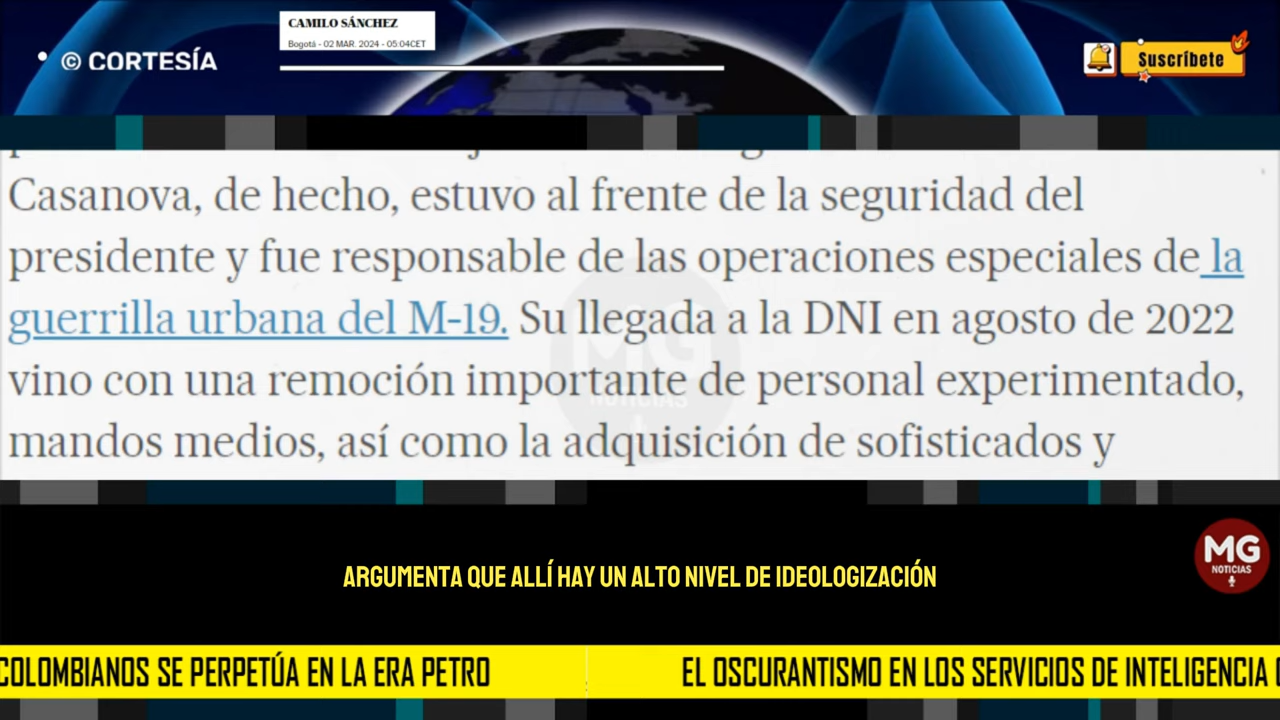 CAMILO SÁNCHEZ
Bogotá - 02 MAR. 2024 - 05:04CET
© CORTESÍA
Suscríbete
Casanova, de hecho, estuvo al frente de la seguridad del
presidente y fue responsable de las operaciones especiales de la
guerrilla urbana del M-19. Su llegada a la DNI en agosto de 2022
vino con una remoción importante de personal experimentado,
mandos medios, así como la adquisición de sofisticados y
MG
NOTICIAS
ARGUMENTA QUE ALLÍ HAY UN ALTO NIVEL DE IDEOLOGIZACIÓN
MG
NOTICIAS
COLOMBIANOS SE PERPETÚA EN LA ERA PETRO
EL OSCURANTISMO EN LOS SERVICIOS DE INTELIGENCIA